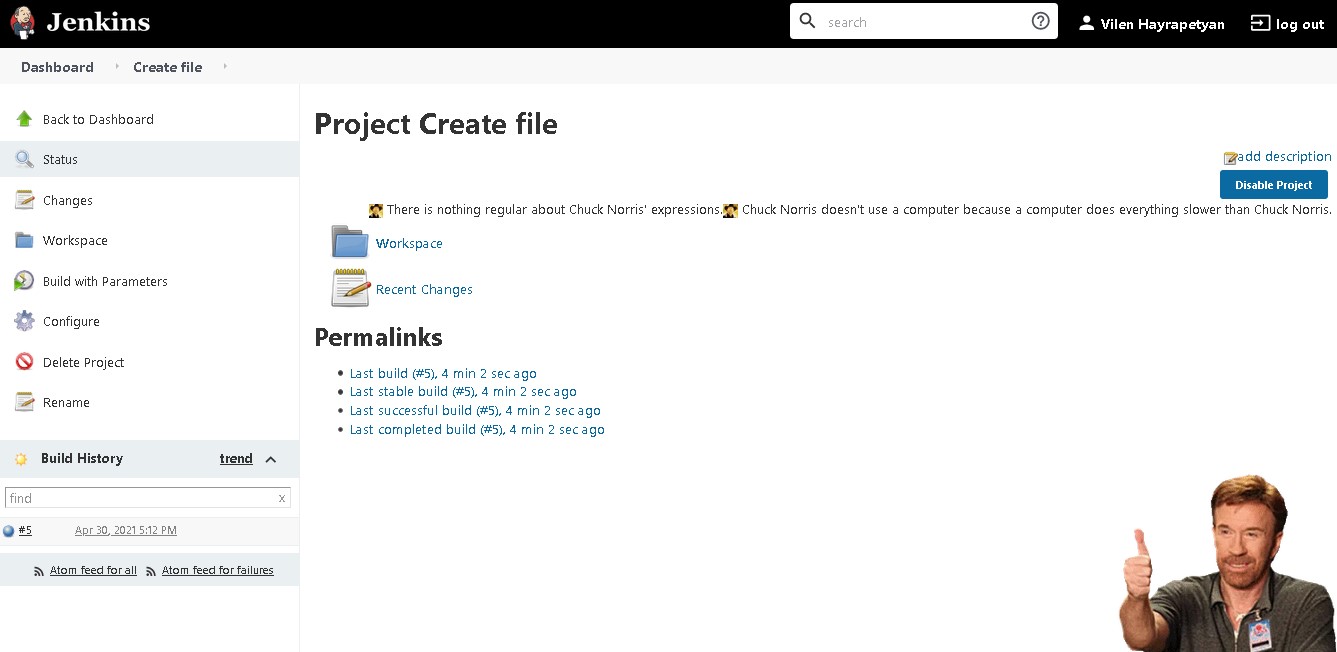 Jenkins
search
Vilen Hayrapetyan
log out
Dashboard
Create file
Back to Dashboard
Status
Changes
Workspace
Build with Parameters
Configure
Delete Project
Rename
Build History
trend
find
x
#5
Apr 30, 2021 5:12 PM
Atom feed for all
Atom feed for failures
Project Create file
add description
Disable Project
There is nothing regular about Chuck Norris' expressions. Chuck Norris doesn't use a computer because a computer does everything slower than Chuck Norris.
Workspace
Recent Changes
Permalinks
Last build (#5), 4 min 2 sec ago
Last stable build (#5), 4 min 2 sec ago
Last successful build (#5), 4 min 2 sec ago
Last completed build (#5), 4 min 2 sec ago